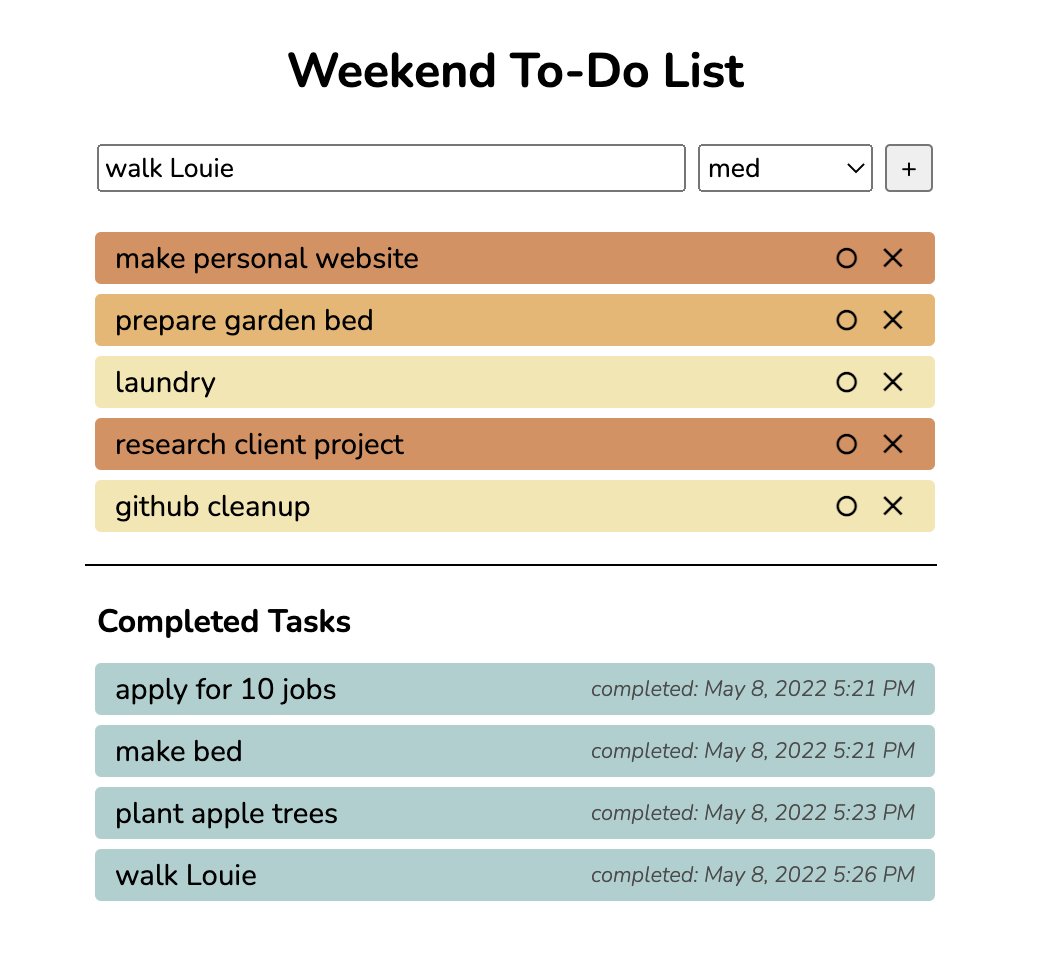 Weekend To-Do List
walk Louie med +
make personal website
prepare garden bed
laundry
research client project
github cleanup
Completed Tasks
apply for 10 jobs completed: May 8, 2022 5:21 PM
make bed completed: May 8, 2022 5:21 PM
plant apple trees completed: May 8, 2022 5:23 PM
walk Louie completed: May 8, 2022 5:26 PM